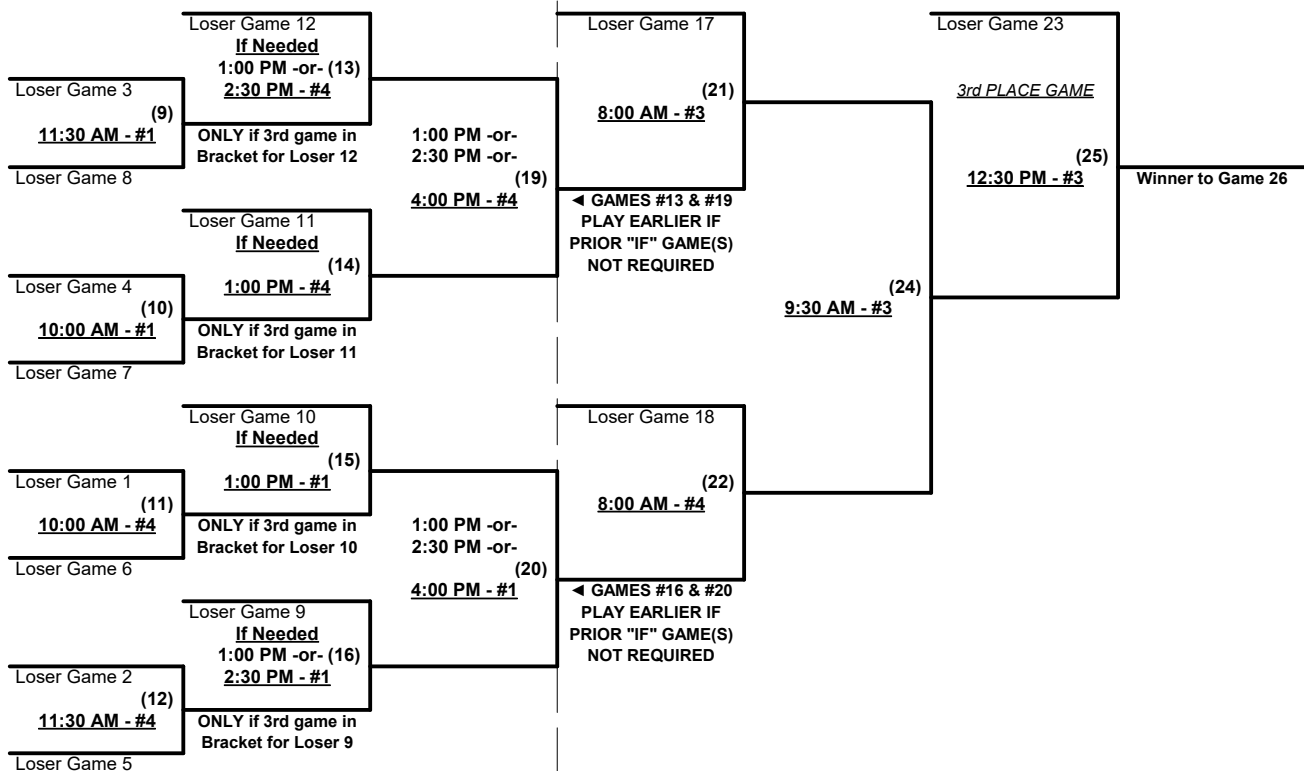 Loser Game 12
If Needed
1:00 PM -or- (13)
2:30 PM - #4
Loser Game 3
(9)
11:30 AM - #1
ONLY if 3rd game in
Bracket for Loser 12
Loser Game 8
1:00 PM -or-
2:30 PM -or-
(19)
4:00 PM - #4
Loser Game 11
If Needed
(14)
1:00 PM - #4
Loser Game 4
(10)
10:00 AM - #1
ONLY if 3rd game in
Bracket for Loser 11
Loser Game 7
Loser Game 10
If Needed
(15)
1:00 PM - #1
Loser Game 1
(11)
10:00 AM - #4
ONLY if 3rd game in
Bracket for Loser 10
Loser Game 6
1:00 PM -or-
2:30 PM -or-
(20)
4:00 PM - #1
Loser Game 9
If Needed
1:00 PM -or- (16)
2:30 PM - #1
Loser Game 2
(12)
11:30 AM - #4
ONLY if 3rd game in
Bracket for Loser 9
Loser Game 5
Loser Game 17
(21)
8:00 AM - #3
◄ GAMES #13 & #19
PLAY EARLIER IF
PRIOR "IF" GAME(S)
NOT REQUIRED
(24)
9:30 AM - #3
Loser Game 18
(22)
8:00 AM - #4
◄ GAMES #16 & #20
PLAY EARLIER IF
PRIOR "IF" GAME(S)
NOT REQUIRED
Loser Game 23
3rd PLACE GAME
(25)
12:30 PM - #3
Winner to Game 26